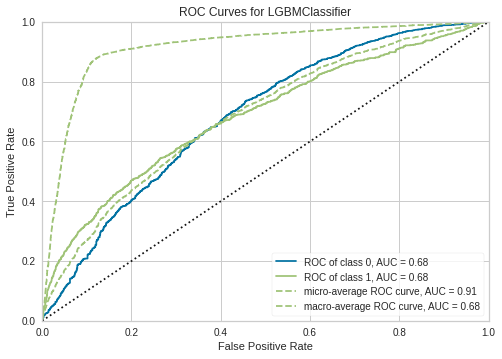 ROC Curves for LGBMClassifier
True Positive Rate
1.0
0.8
0.6
0.4
0.2
0.0
0.0 0.2 0.4 0.6 0.8 1.0
False Positive Rate
ROC of class 0, AUC = 0.68
ROC of class 1, AUC = 0.68
micro-average ROC curve, AUC = 0.91
macro-average ROC curve, AUC = 0.68